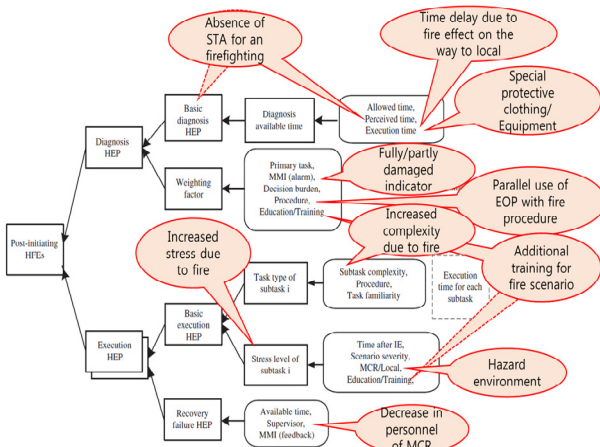 Absence of
STA for an
firefighting
Time delay due to
fire effect on the
way to local
Special
protective
clothing/
Equipment
Basic
diagnosis
HEP
Diagnosis
available time
Allowed time,
Perceived time,
Execution time
Diagnosis
HEP
Weighting
factor
Primary task,
MMI (alarm),
Decision burden,
Procedure,
Education/Training
Fully/partly
damaged
indicator
Parallel use of
EOP with fire
procedure
Post-initiating
HFEs
Increased
stress due
to fire
Increased
complexity
due to fire
Additional
training for
fire scenario
Task type of
subtask i
Subtask complexity,
Procedure,
Task familiarity
Execution
time for each
subtask
Basic
execution
HEP
Execution
HEP
Stress level of
subtask i
Time after IE,
Scenario severity,
MCR/Local,
Education/Training,
Hazard
environment
Recovery
failure HEP
Available time,
Supervisor,
MMI (feedback)
Decrease in
personnel
of MCR